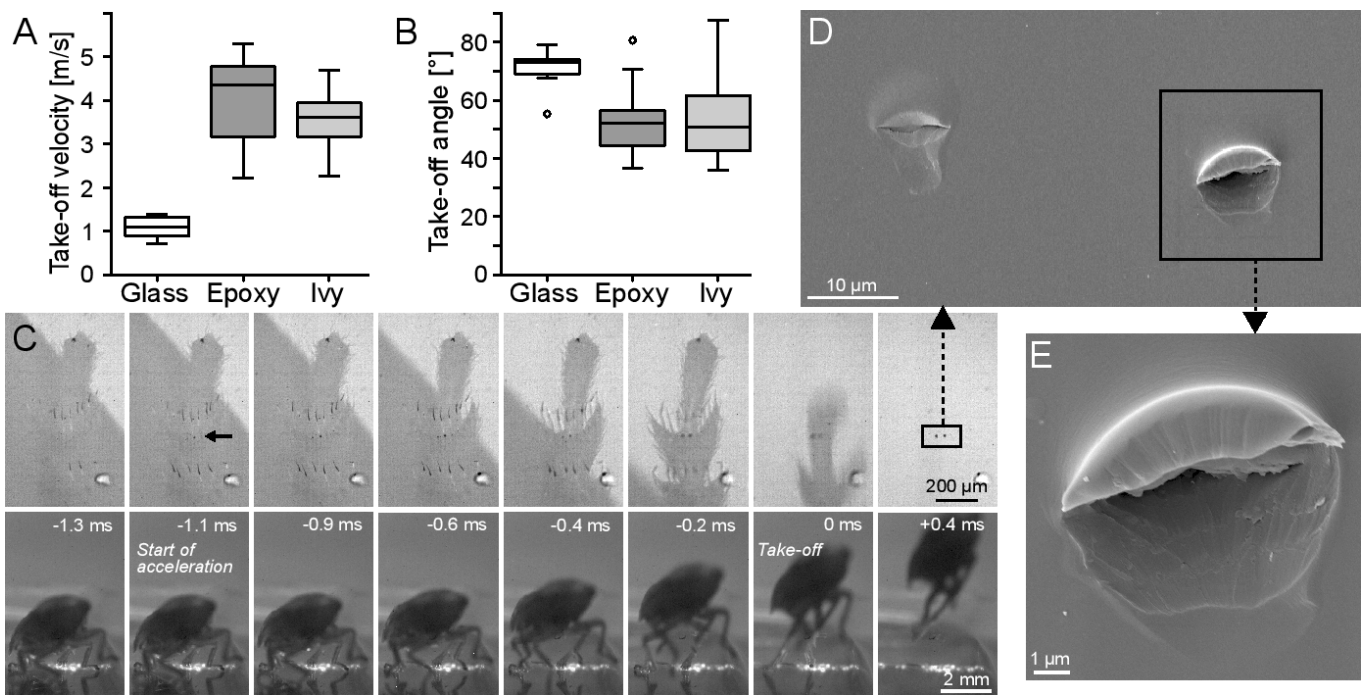 A
Take-off velocity [m/s]
5
4
3
2
1
0
Glass Epoxy Ivy
B
Take-off angle [°]
80
60
40
20
0
Glass Epoxy Ivy
C
200 µm
-1.3 ms
-1.1 ms
-0.9 ms
-0.6 ms
-0.4 ms
-0.2 ms
0 ms
+0.4 ms
Start of
acceleration
Take-off
2 mm
D
10 µm
E
1 µm